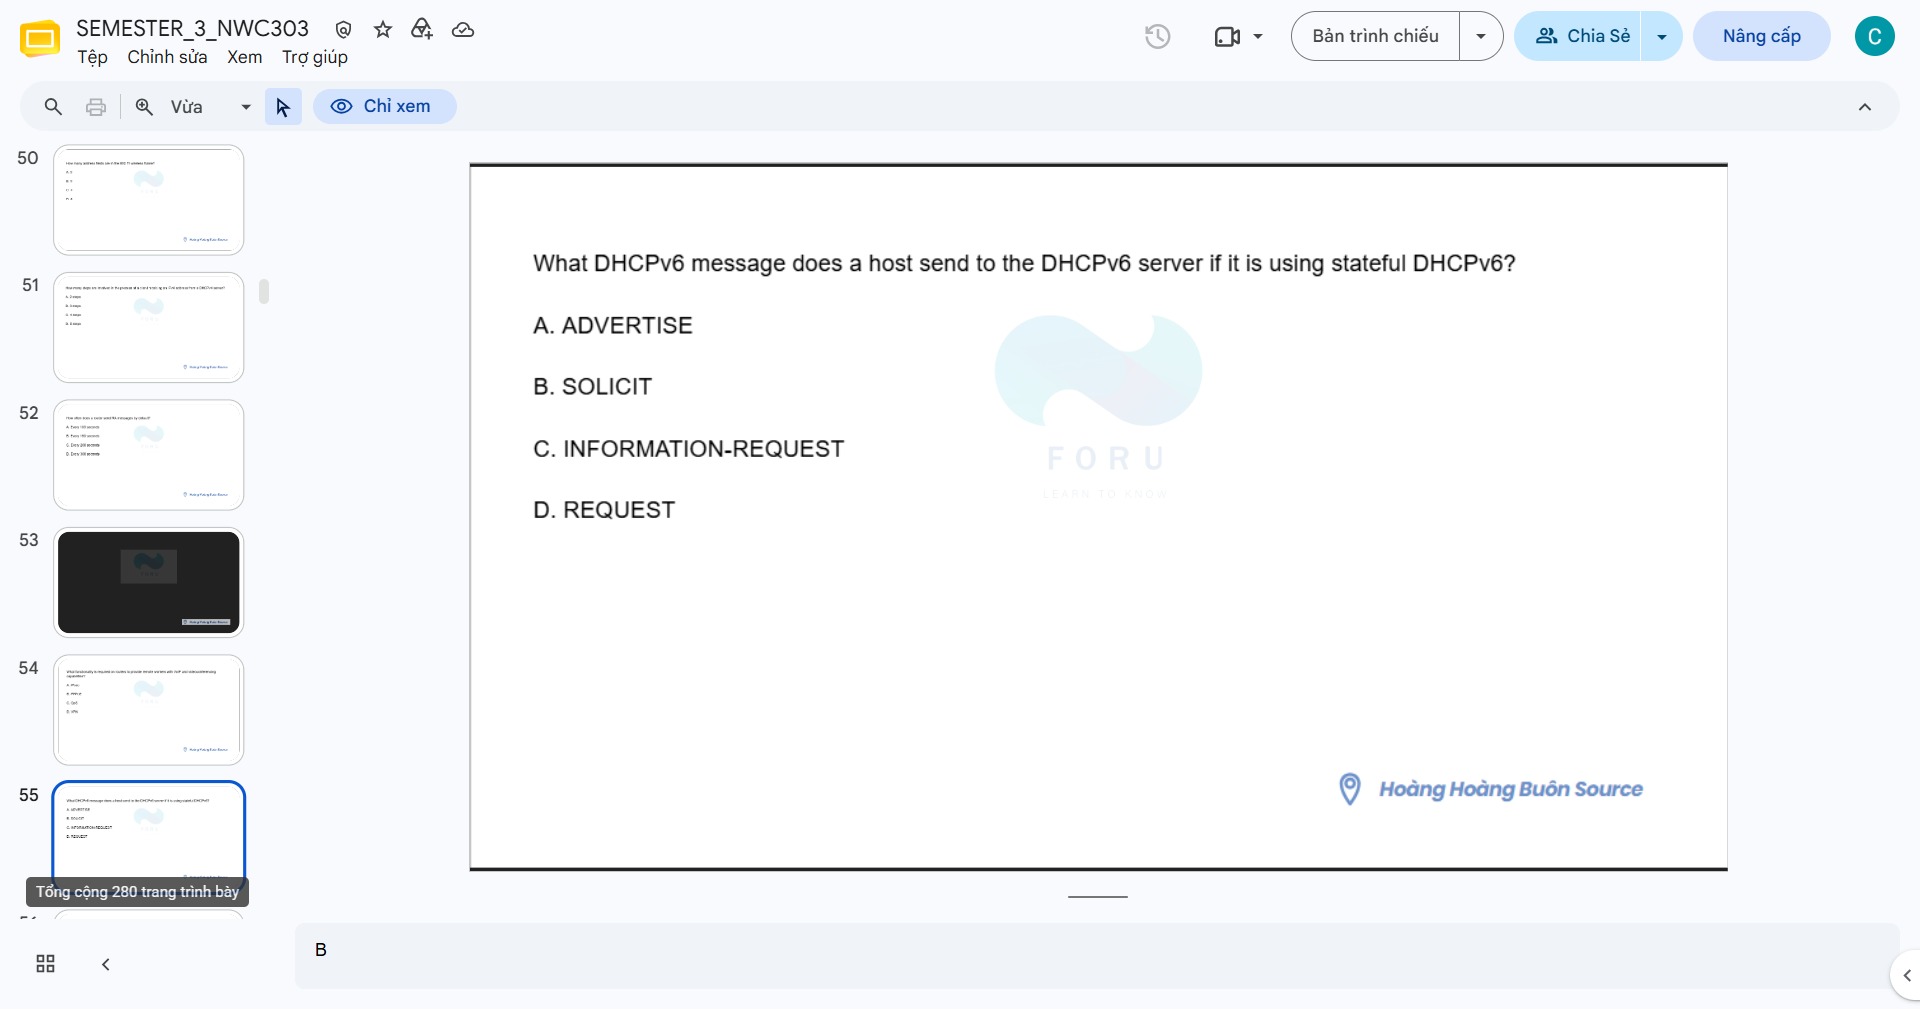 SEMESTER_3_NWC303
Tệp Chỉnh sửa Xem Trợ giúp
Bản trình chiếu
Chia Sẻ
Nâng cấp
C
Vừa
Chỉ xem
50
51
52
53
54
55
Tổng cộng 280 trang trình bày
What DHCPv6 message does a host send to the DHCPv6 server if it is using stateful DHCPv6?
A. ADVERTISE
B. SOLICIT
C. INFORMATION-REQUEST
D. REQUEST
FORU
LEARN TO KNOW
Hoàng Hoàng Buôn Source
B